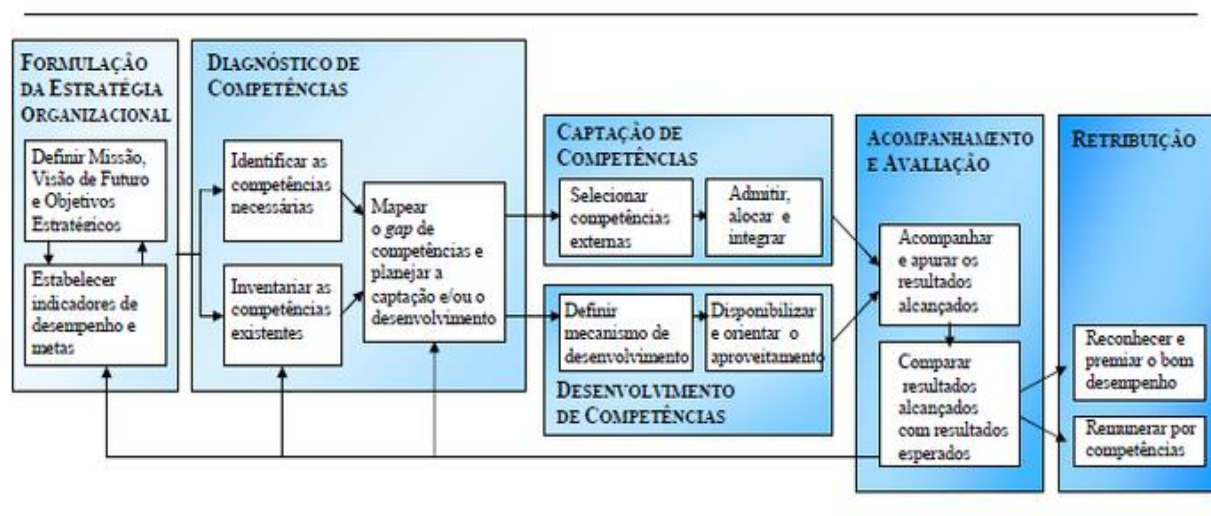 FORMULAÇÃO
DA ESTRATÉGIA
ORGANIZACIONAL
Definir Missão,
Visão de Futuro
e Objetivos
Estratégicos
Estabelecer
indicadores de
desempenho e
metas
DIAGNÓSTICO DE
COMPETÊNCIAS
Identificar as
competências
necessárias
Inventariar as
competências
existentes
Mapear
o gap de
competências e
planejar a
captação e/ou o
desenvolvimento
CAPTAÇÃO DE
COMPETÊNCIAS
Selecionar
competências
externas
Admitir,
alocar e
integrar
Definir
mecanismo de
desenvolvimento
Disponibilizar
e orientar o
aproveitamento
DESENVOLVIMENTO
DE COMPETÊNCIAS
ACOMPANHAMENTO
E AVALIAÇÃO
Acompanhar
e apurar os
resultados
alcançados
Comparar
resultados
alcançados
com resultados
esperados
RETRIBUIÇÃO
Reconhecer e
premiar o bom
desempenho
Remunerar por
competências